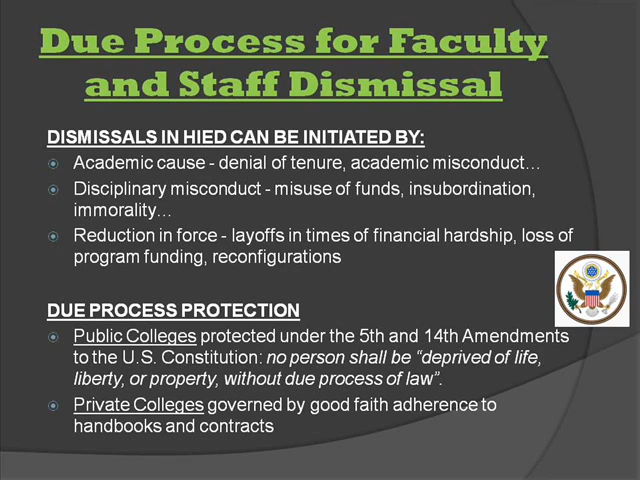 Due Process for Faculty
and Staff Dismissal
DISMISSALS IN HIED CAN BE INITIATED BY:
Academic cause - denial of tenure, academic misconduct…
Disciplinary misconduct - misuse of funds, insubordination,
immorality…
Reduction in force - layoffs in times of financial hardship, loss of
program funding, reconfigurations
DUE PROCESS PROTECTION
Public Colleges protected under the 5th and 14th Amendments
to the U.S. Constitution: no person shall be “deprived of life,
liberty, or property, without due process of law”.
Private Colleges governed by good faith adherence to
handbooks and contracts